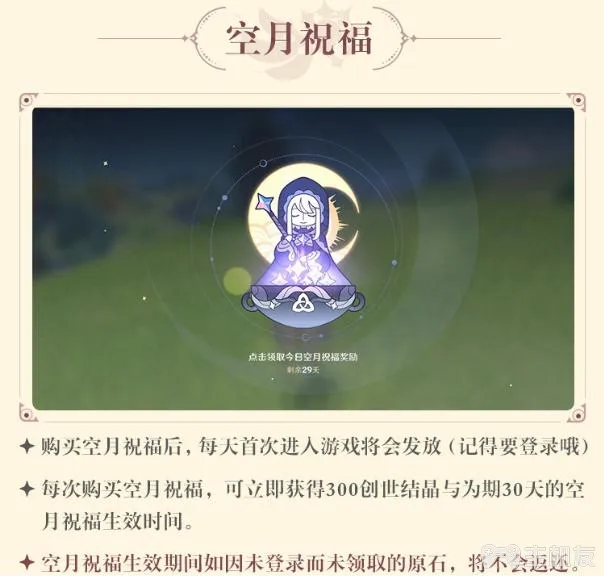 空月祝福
点击领取今日空月祝福奖励
剩余29天
购买空月祝福后，每天首次进入游戏将会发放（记得要登录哦）
每次购买空月祝福，可立即获得300创世结晶与为期30天的空
月祝福生效时间。
空月祝福生效期间如因未登录而未领取的原石，将不会返还。